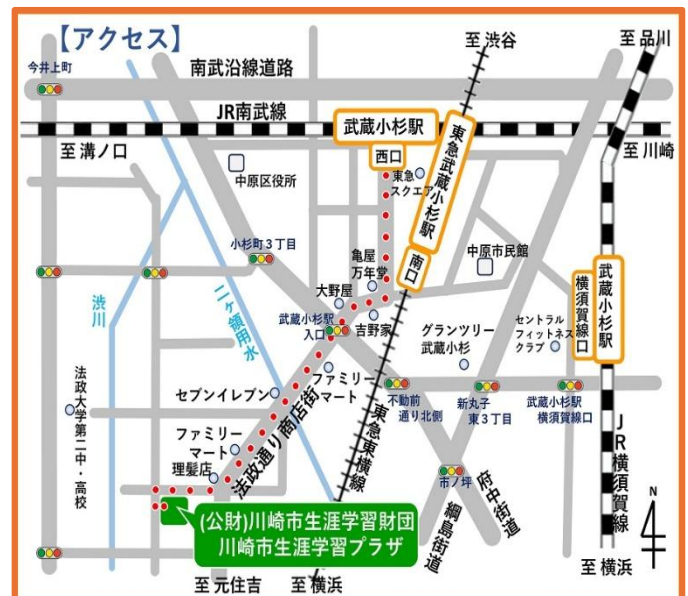 【アクセス】
至 渋谷
至 品川
今井上町
南武沿線道路
JR南武線
武蔵小杉駅
西口
東急武蔵小杉駅
南口
至 溝ノ口
至 川崎
中原区役所
東急
スクエア
小杉町3丁目
亀屋
万年堂
中原市民館
大野屋
武蔵小杉駅
入口
吉野家
グランツリー
武蔵小杉
セントラル
フィットネス
クラブ
横須賀線口
武蔵小杉駅
渋川
二ヶ領用水
法政大学第二中・高校
セブンイレブン
ファミリー
マート
不動前
通り北側
新丸子
東3丁目
武蔵小杉駅
横須賀線口
法政通り商店街
東急東横線
ファミリー
マート
理髪店
市ノ坪
府中街道
綱島街道
JR横須賀線
N
(公財)川崎市生涯学習財団
川崎市生涯学習プラザ
至 元住吉
至 横浜
至 横浜